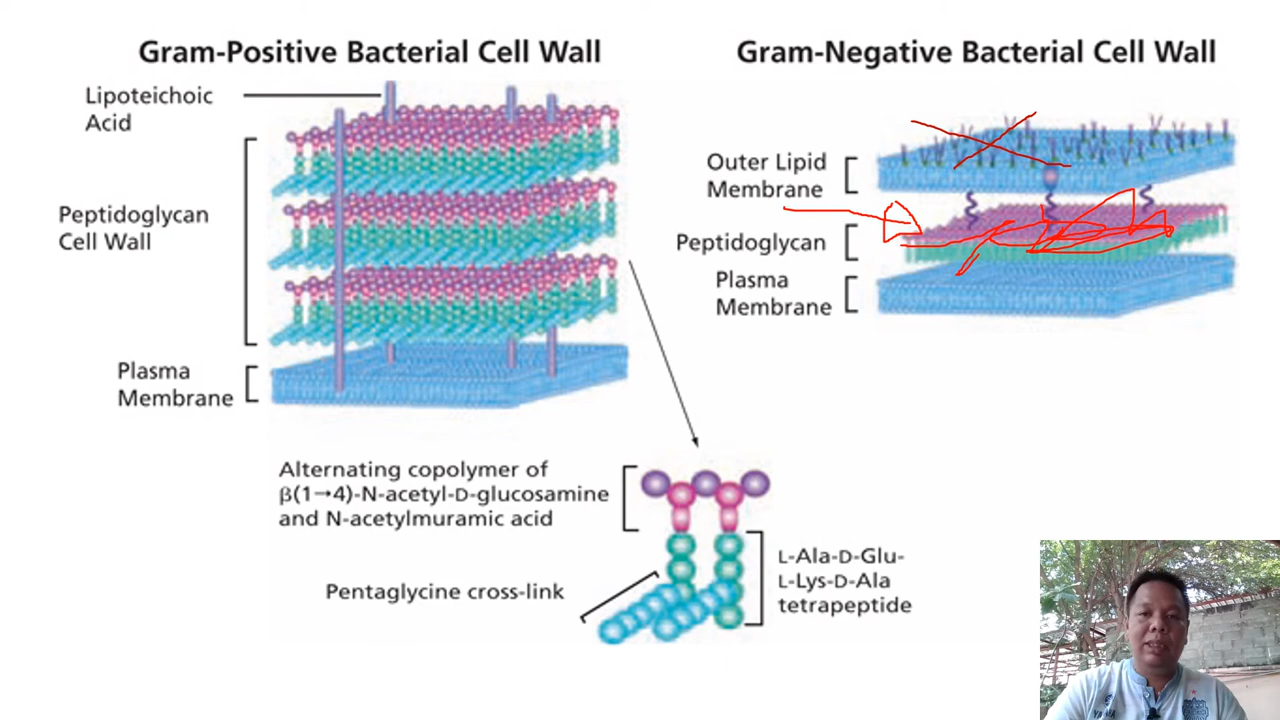 Gram-Positive Bacterial Cell Wall
Lipoteichoic
Acid
Peptidoglycan
Cell Wall
Plasma
Membrane
Gram-Negative Bacterial Cell Wall
Outer Lipid
Membrane
Peptidoglycan
Plasma
Membrane
Alternating copolymer of
β(1→4)-N-acetyl-D-glucosamine
and N-acetylmuramic acid
Pentaglycine cross-link
L-Ala-D-Glu-
L-Lys-D-Ala
tetrapeptide